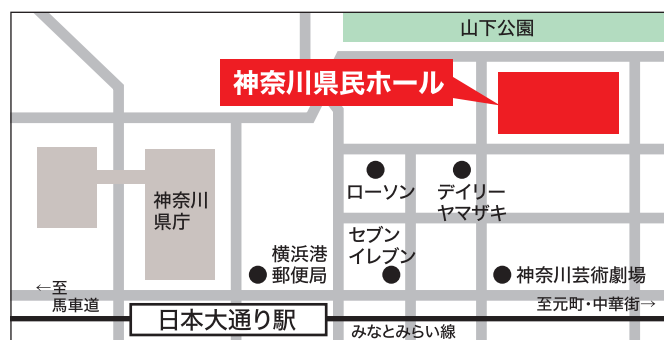 山下公園
神奈川県民ホール
ローソン
デイリー
ヤマザキ
神奈川
県庁
セブン
イレブン
横浜港
郵便局
神奈川芸術劇場
←至
馬車道
至元町・中華街→
日本大通り駅
みなとみらい線